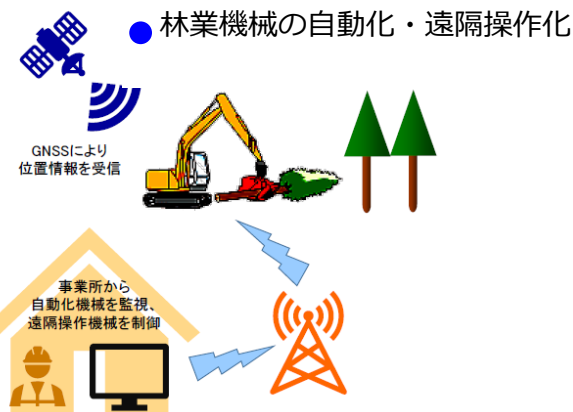 林業機械の自動化・遠隔操作化
GNSSにより
位置情報を受信
事業所から
自動化機械を監視、
遠隔操作機械を制御